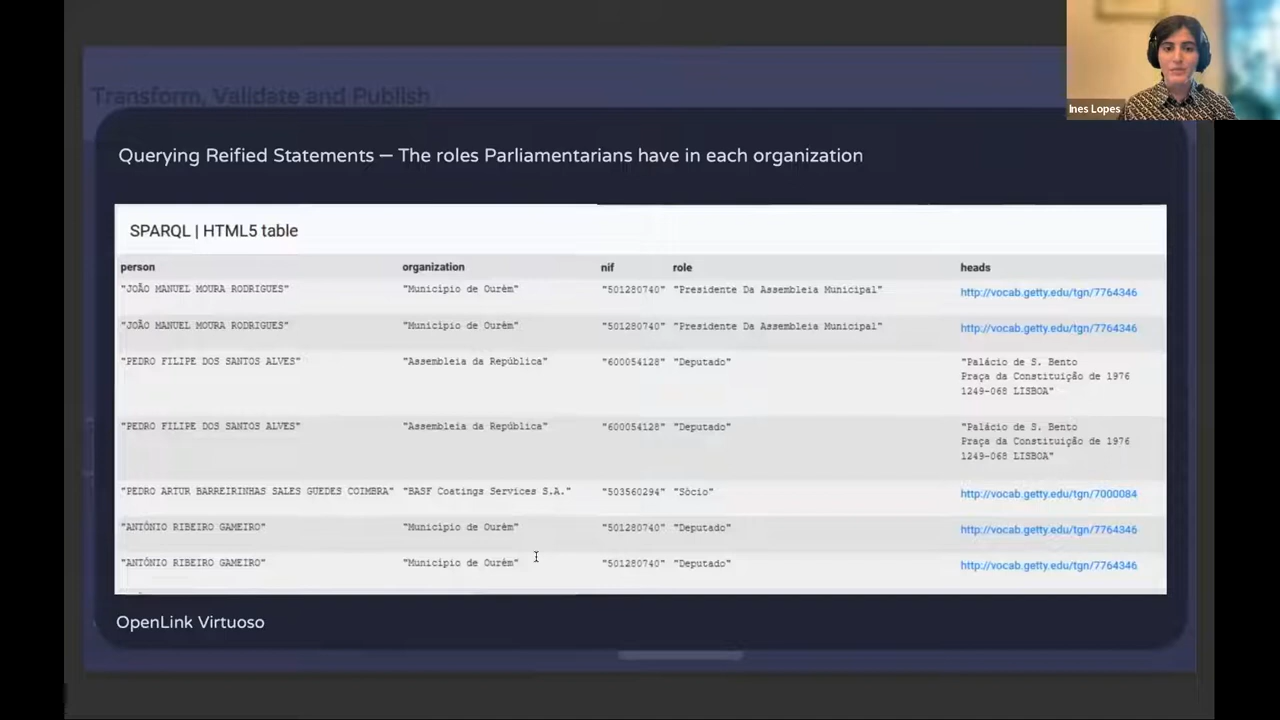 Ines Lopes
Transform, Validate and Publish
Querying Reified Statements — The roles Parliamentarians have in each organization
SPARQL | HTML5 table
person organization nif role heads
"JOÃO MANUEL MOURA RODRIGUES" "Município de Ourém" "501280740" "Presidente Da Assembleia Municipal" http://vocab.getty.edu/tgn/7764346
"JOÃO MANUEL MOURA RODRIGUES" "Município de Ourém" "501280740" "Presidente Da Assembleia Municipal" http://vocab.getty.edu/tgn/7764346
"PEDRO FILIPE DOS SANTOS ALVES" "Assembleia da República" "600054128" "Deputado" "Palácio de S. Bento
Praça da Constituição de 1976
1249-068 LISBOA"
"PEDRO FILIPE DOS SANTOS ALVES" "Assembleia da República" "600054128" "Deputado" "Palácio de S. Bento
Praça da Constituição de 1976
1249-068 LISBOA"
"PEDRO ARTUR BARREIRINHAS SALES GUEDES COIMBRA" "BASF Coatings Services S.A." "503560294" "Sócio" http://vocab.getty.edu/tgn/7000084
"ANTÓNIO RIBEIRO GAMEIRO" "Município de Ourém" "501280740" "Deputado" http://vocab.getty.edu/tgn/7764346
"ANTÓNIO RIBEIRO GAMEIRO" "Município de Ourém" "501280740" "Deputado" http://vocab.getty.edu/tgn/7764346
OpenLink Virtuoso